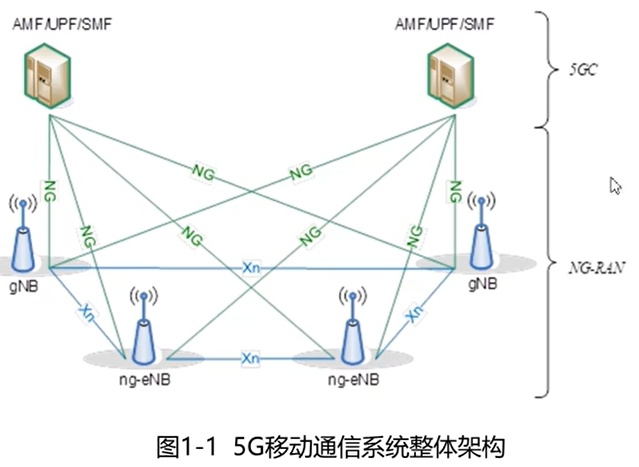 AMF/UPF/SMF AMF/UPF/SMF
5GC
NG NG
NG NG
NG NG NG NG
Xn
gNB gNB
NG-RAN
Xn Xn
Xn
ng-eNB ng-eNB
图1-1 5G移动通信系统整体架构